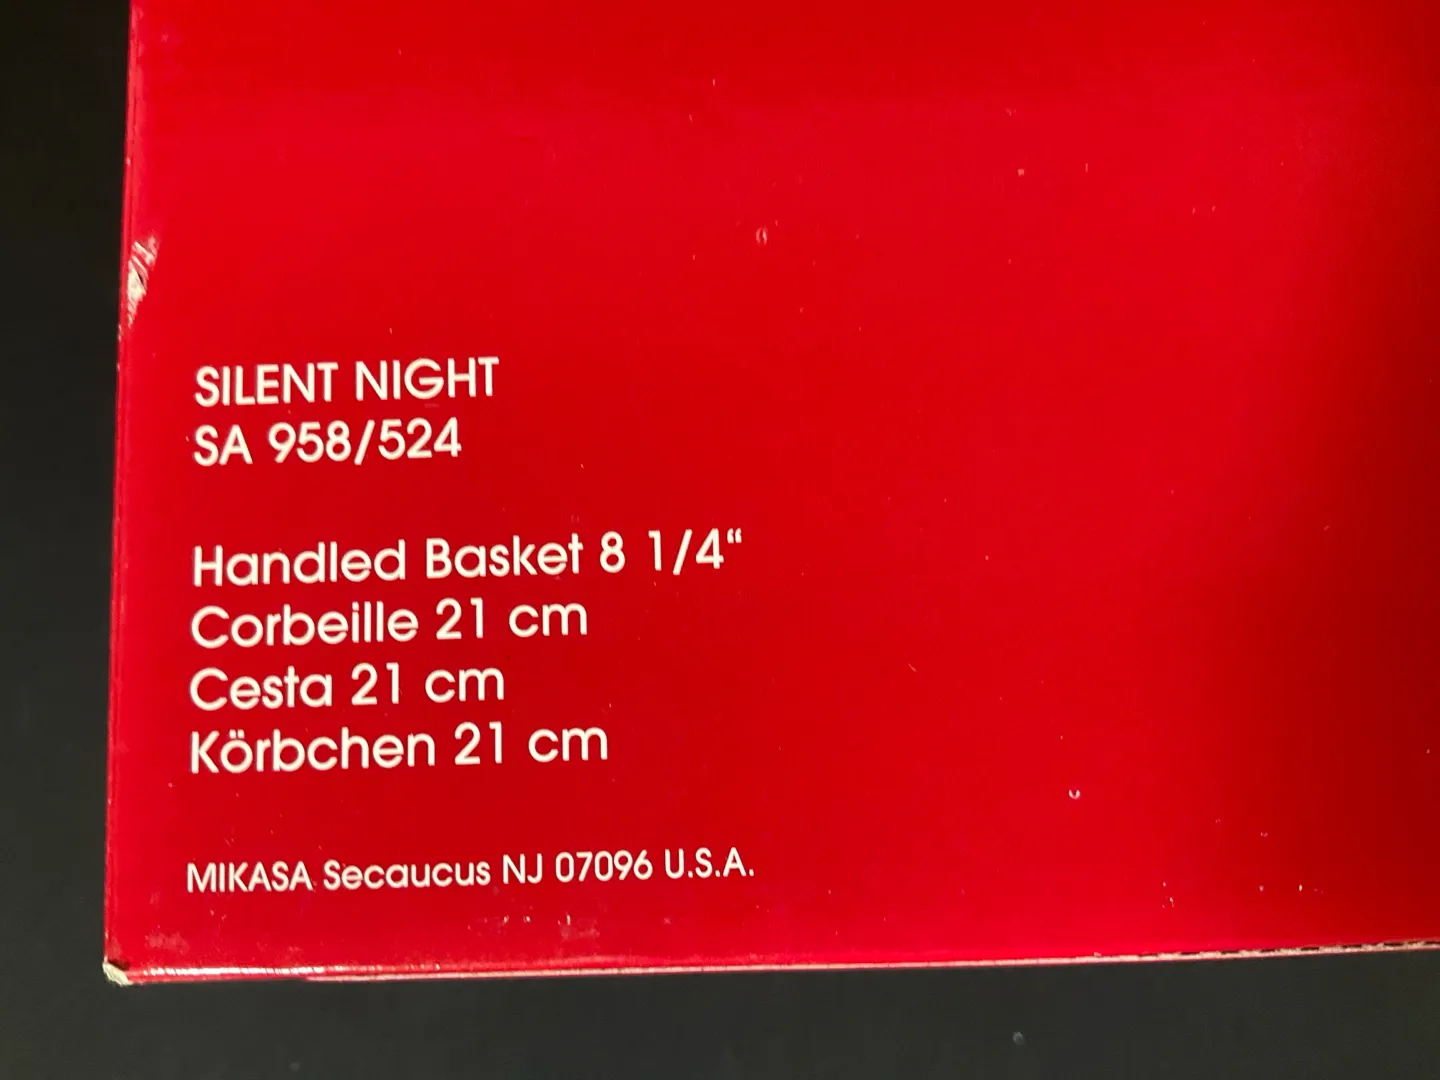 SILENT NIGHT
SA 958/524
Handled Basket 8 1/4“
Corbeille 21 cm
Cesta 21 cm
Körbchen 21 cm
MIKASA Secaucus NJ 07096 U.S.A.